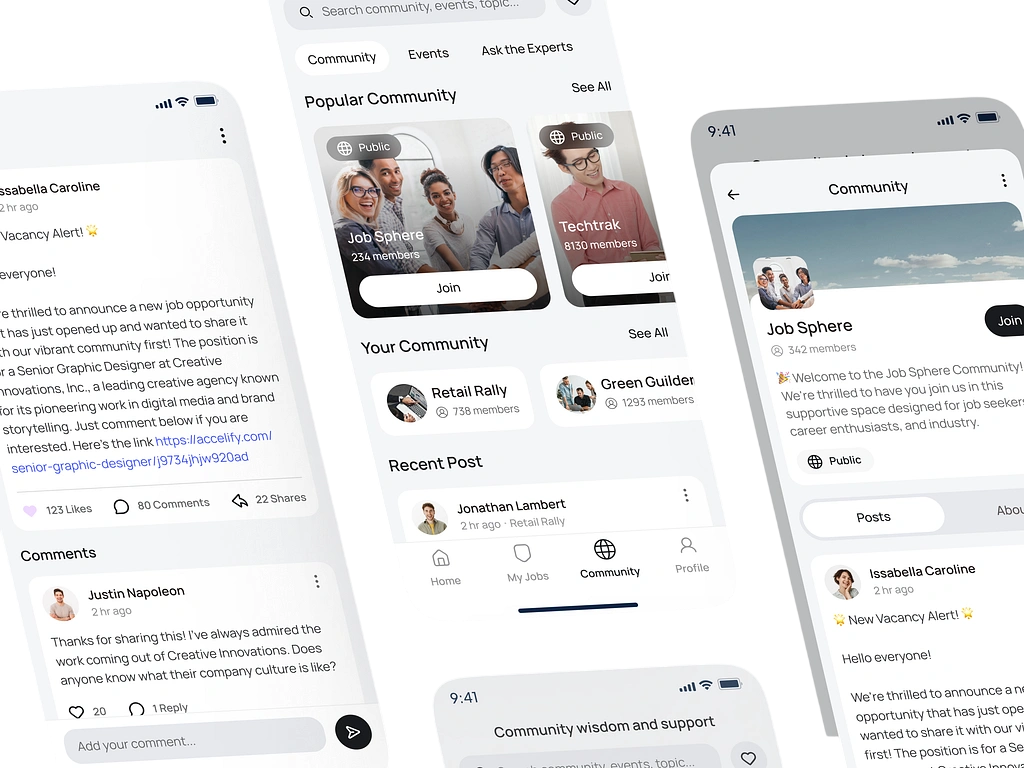 Issabella Caroline
2 hr ago
Vacancy Alert! 🌟
everyone!
thrilled to announce a new job opportunity
has just opened up and wanted to share it
our vibrant community first! The position is
a Senior Graphic Designer at Creative
Innovations, Inc., a leading creative agency known
for its pioneering work in digital media and brand
storytelling. Just comment below if you are
interested. Here's the link https://accelify.com/
senior-graphic-designer/j9734jhjw920ad
123 Likes
80 Comments
22 Shares
Comments
Justin Napoleon
2 hr ago
Thanks for sharing this! I've always admired the
work coming out of Creative Innovations. Does
anyone know what their company culture is like?
20
1 Reply
Add your comment...
Search community, events, topic...
Community
Events
Ask the Experts
Popular Community
See All
Public
Job Sphere
234 members
Join
Public
Techtrak
8130 members
Join
Your Community
See All
Retail Rally
738 members
Green Guilder
1293 members
Recent Post
Jonathan Lambert
2 hr ago · Retail Rally
Home
My Jobs
Community
Profile
9:41
Community wisdom and support
Search community, events, topic...
9:41
Community
Job Sphere
342 members
Join
🎉 Welcome to the Job Sphere Community!
We're thrilled to have you join us in this
supportive space designed for job seekers,
career enthusiasts, and industry.
Public
Posts
Abou
Issabella Caroline
2 hr ago
🌟 New Vacancy Alert! 🌟
Hello everyone!
We're thrilled to announce a
opportunity that has just
wanted to share it with our
first! The position is for a